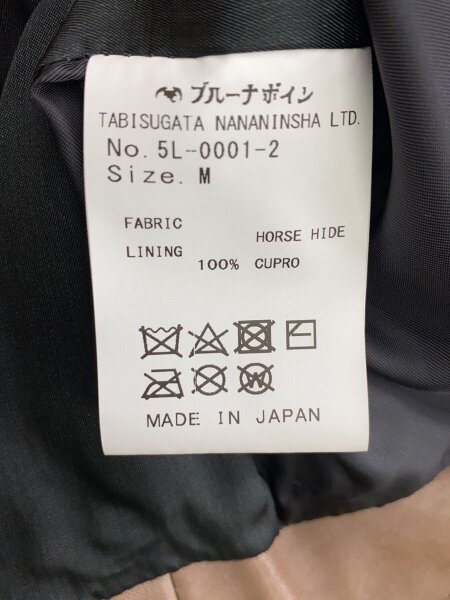 ブルーナボイン
TABISUGATA NANANINSHA LTD.
No. 5L-0001-2
Size. M
FABRIC
HORSE HIDE
LINING
100% CUPRO
W
MADE IN JAPAN